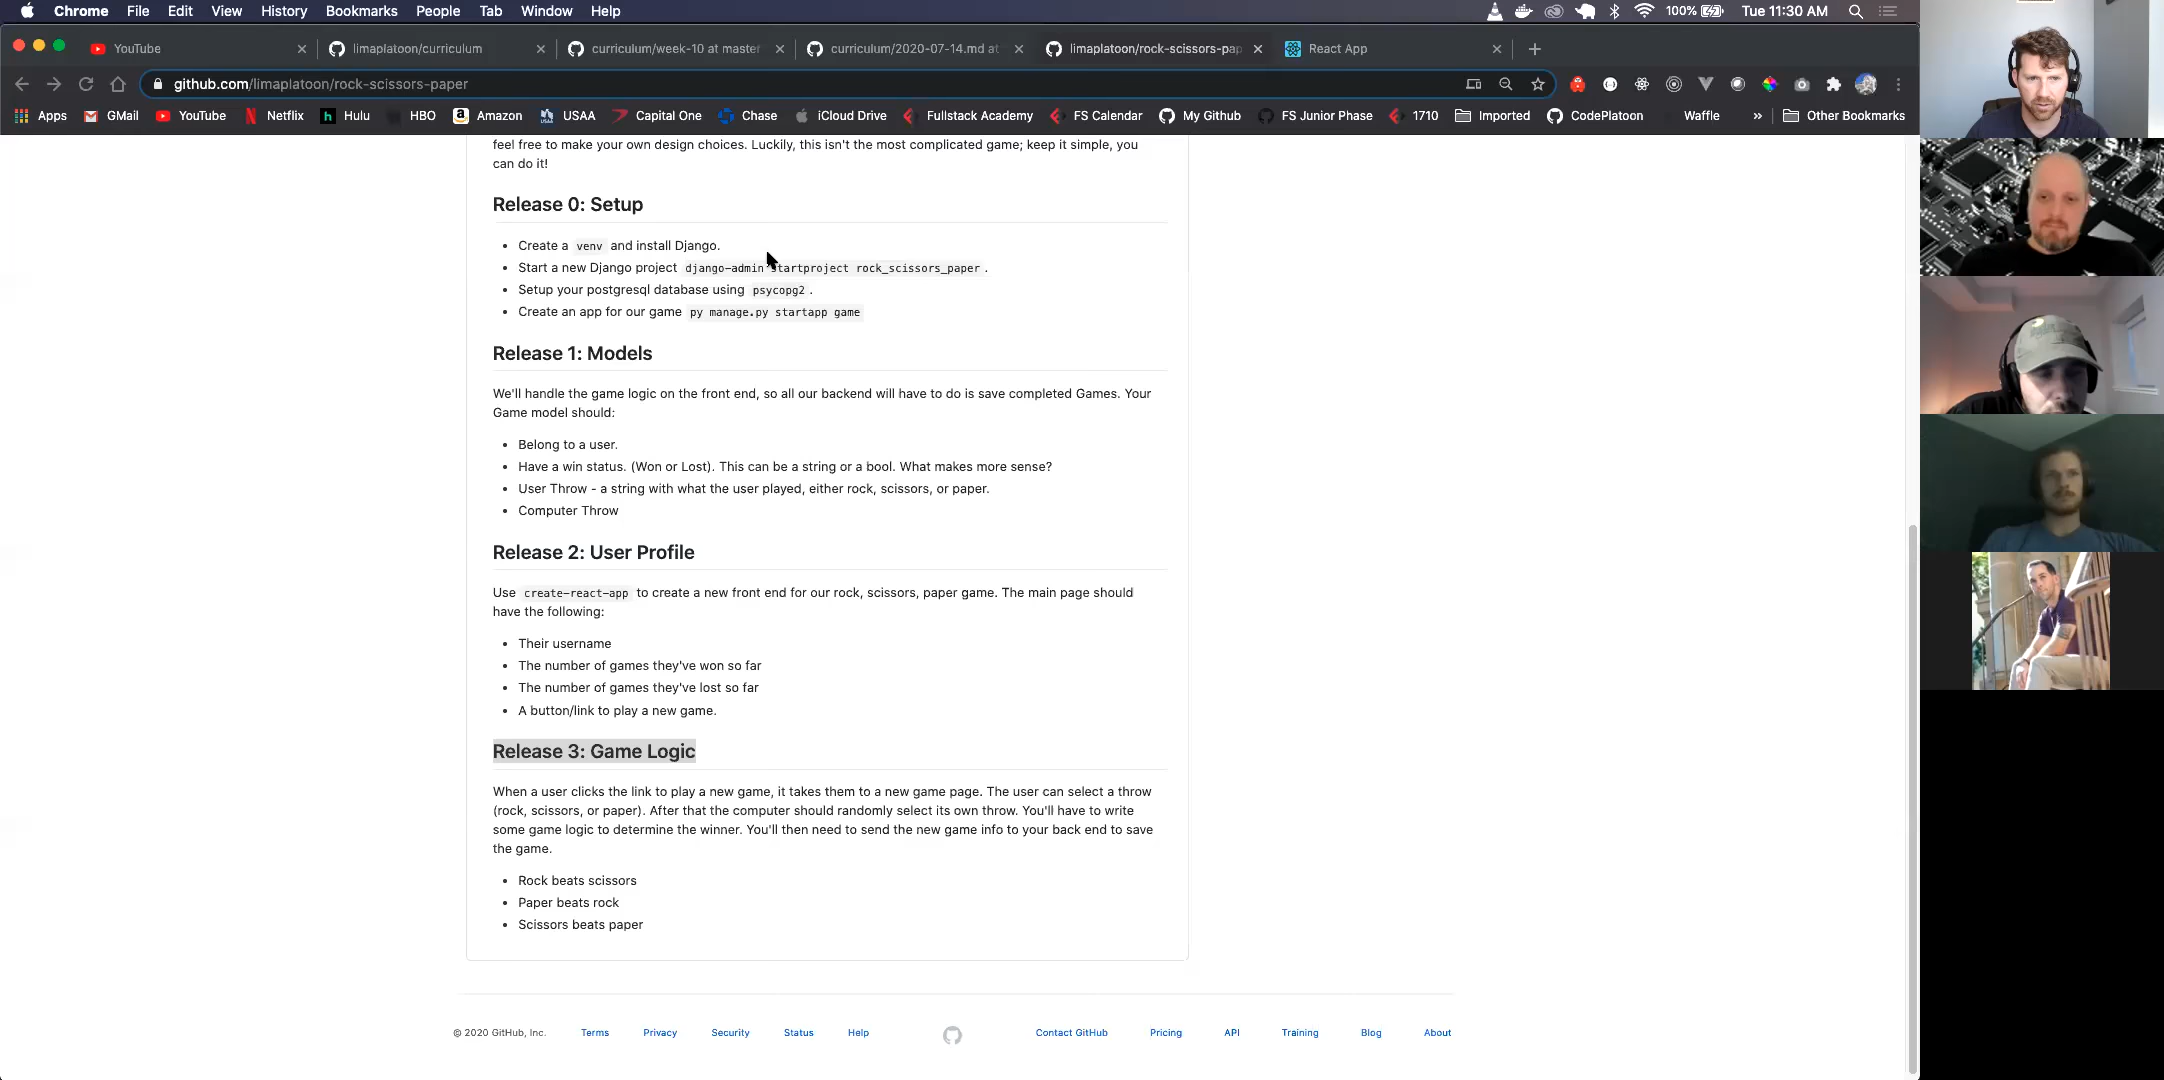 Chrome File Edit View History Bookmarks People Tab Window Help 100% Tue 11:30 AM
YouTube limaplatoon/curriculum curriculum/week-10 at master curriculum/2020-07-14.md at limaplatoon/rock-scissors-pap React App
github.com/limaplatoon/rock-scissors-paper
Apps GMail YouTube Netflix Hulu HBO Amazon USAA Capital One Chase iCloud Drive Fullstack Academy FS Calendar My Github FS Junior Phase 1710 Imported CodePlatoon Waffle » Other Bookmarks
feel free to make your own design choices. Luckily, this isn't the most complicated game; keep it simple, you
can do it!
Release 0: Setup
• Create a venv and install Django.
• Start a new Django project django-admin startproject rock_scissors_paper .
• Setup your postgresql database using psycopg2 .
• Create an app for our game py manage.py startapp game
Release 1: Models
We'll handle the game logic on the front end, so all our backend will have to do is save completed Games. Your
Game model should:
• Belong to a user.
• Have a win status. (Won or Lost). This can be a string or a bool. What makes more sense?
• User Throw - a string with what the user played, either rock, scissors, or paper.
• Computer Throw
Release 2: User Profile
Use create-react-app to create a new front end for our rock, scissors, paper game. The main page should
have the following:
• Their username
• The number of games they've won so far
• The number of games they've lost so far
• A button/link to play a new game.
Release 3: Game Logic
When a user clicks the link to play a new game, it takes them to a new game page. The user can select a throw
(rock, scissors, or paper). After that the computer should randomly select its own throw. You'll have to write
some game logic to determine the winner. You'll then need to send the new game info to your back end to save
the game.
• Rock beats scissors
• Paper beats rock
• Scissors beats paper
© 2020 GitHub, Inc. Terms Privacy Security Status Help Contact GitHub Pricing API Training Blog About